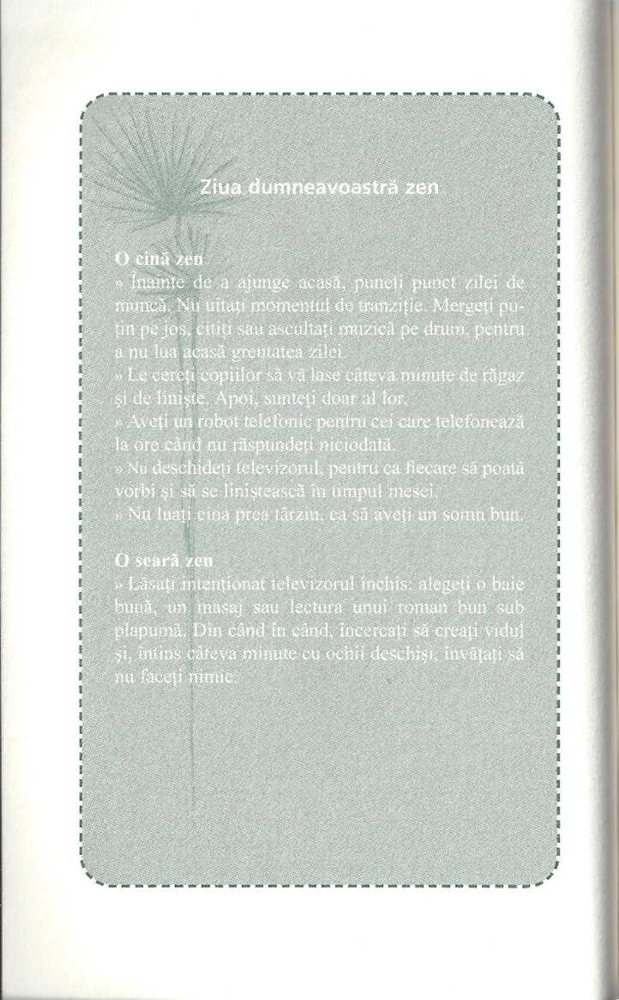 Ziua dumneavoastră zen
O cină zen
» Înainte de a ajunge acasă, puneți punct zilei de
muncă. Nu uitați momentul de tranziție. Mergeți pu-
țin pe jos, citiți sau ascultați muzică pe drum, pentru
a nu lua acasă greutatea zilei.
» Le cereți copiilor să vă lase câteva minute de răgaz
și de liniște. Apoi, sunteți doar al lor.
» Aveți un robot telefonic pentru cei care telefonează
la ore când nu răspundeți niciodată.
» Nu deschideți televizorul, pentru ca fiecare să poată
vorbi și să se liniștească în timpul mesei.
» Nu luați cina prea târziu, ca să aveți un somn bun.
O seară zen
» Lăsați intenționat televizorul închis: alegeți o baie
bună, un masaj sau lectura unui roman bun sub
plapumă. Din când în când, încercați să creați vidul
și, întins câteva minute cu ochii deschiși, învățați să
nu faceți nimic.